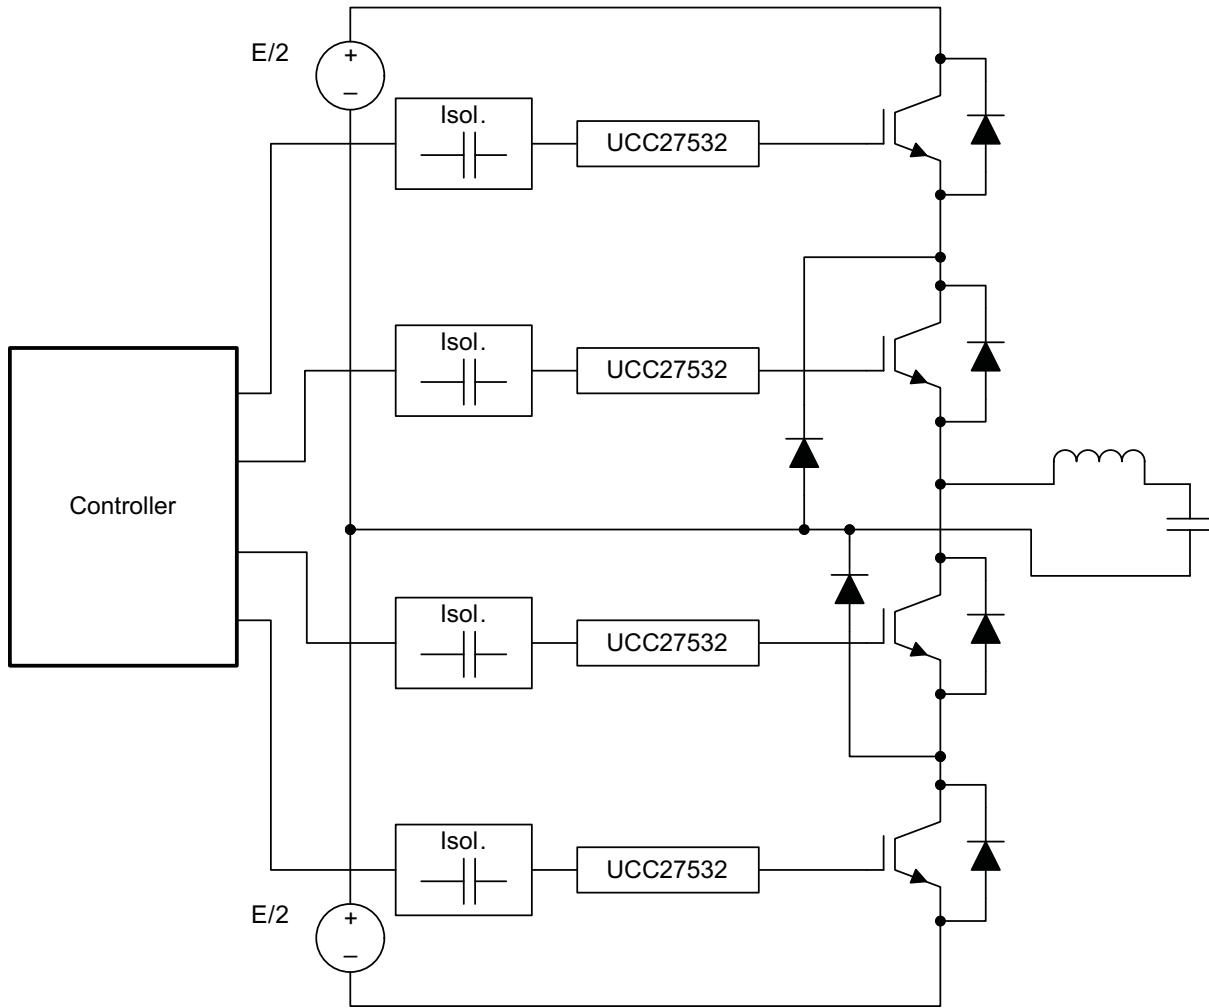 E/2
+
–
Isol.
UCC27532
Isol.
UCC27532
Controller
Isol.
UCC27532
Isol.
UCC27532
E/2
+
–